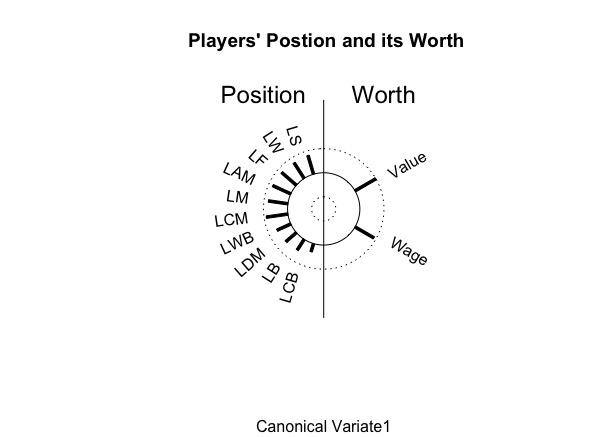 Players' Postion and its Worth
Position
Worth
LS
LW
LF
LAM
LM
LCM
LWB
LDM
LB
LCB
Value
Wage
Canonical Variate1